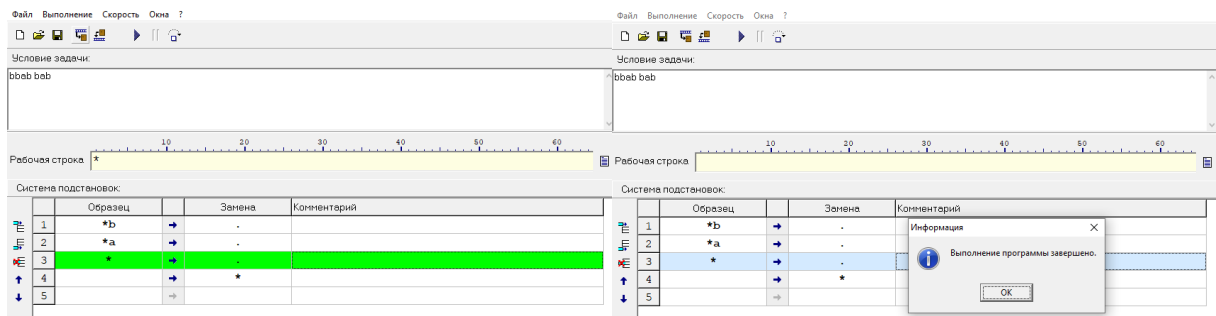 Файл Выполнение Скорость Окна ?
Условие задачи:
bbab bab
10 20 30 40 50 60
Рабочая строка *
Система подстановок:
Образец Замена Комментарий
1 *b → .
2 *a → .
3 * → .
4 → *
5 →
Файл Выполнение Скорость Окна ?
Условие задачи:
bbab bab
10 20 30 40 50 60
Рабочая строка
Система подстановок:
Образец Замена Комментарий
1 *b → .
2 *a → .
3 * → .
4 → *
5 →
Информация
Выполнение программы завершено.
OK